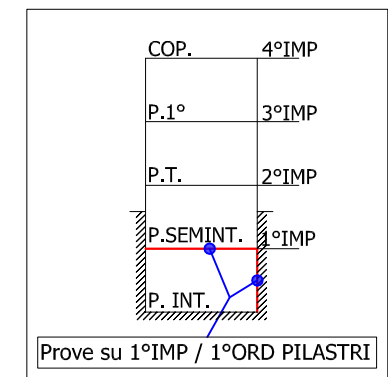 COP. 4°IMP
P.1° 3°IMP
P.T. 2°IMP
P.SEMINT. 1°IMP
P. INT.
Prove su 1°IMP / 1°ORD PILASTRI